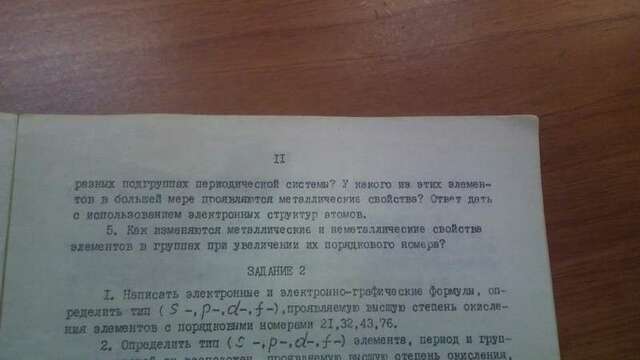 II
разных подгруппах периодической системы? У какого из этих элемен-
тов в большей мере проявляются металлические свойства? Ответ дать
с использованием электронных структур атомов.
5. Как изменяются металлические и неметаллические свойства
элементов в группах при увеличении их порядкового номера?
ЗАДАНИЕ 2
I. Написать электронные и электронно-графические формулы, оп-
ределить тип (s-, p-, d-, f-), проявляемую высшую степень окисле-
ния элементов с порядковыми номерами 2I,32,43,76.
2. Определить тип (s-, p-, d-, f-) элемента, период и груп-
проявляемую высшую степень окисления,